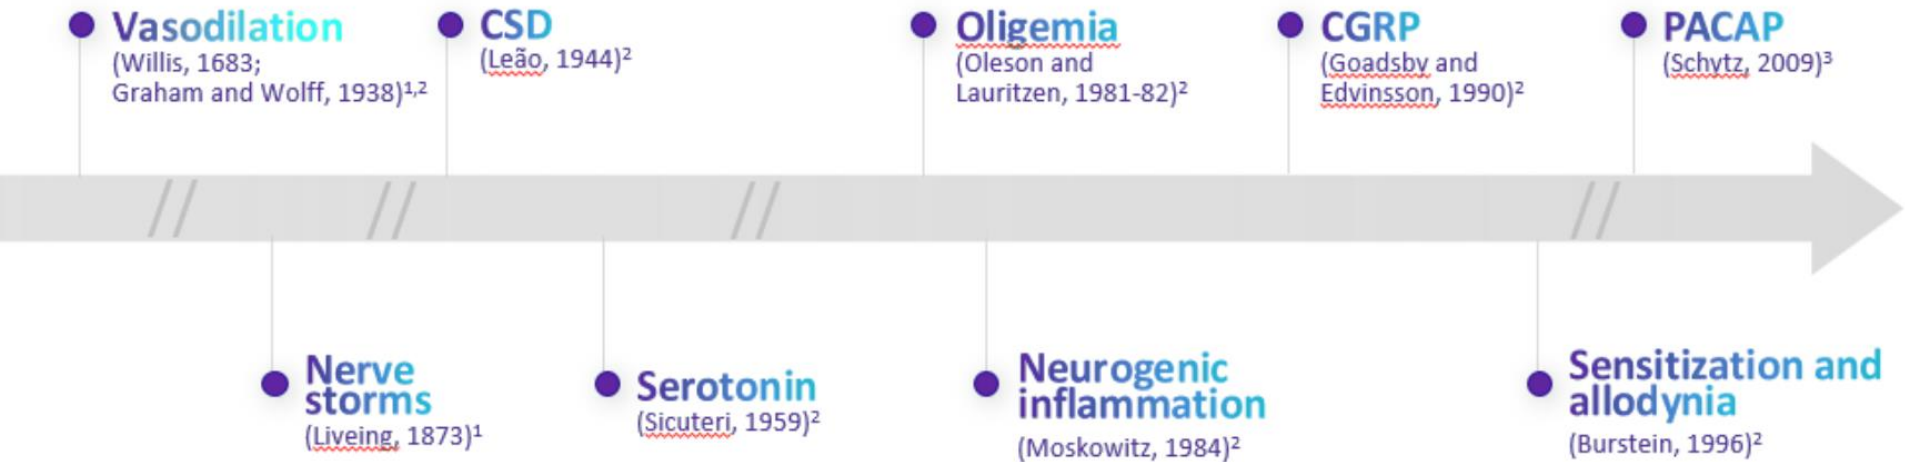 Vasodilation
(Willis, 1683;
Graham and Wolff, 1938)¹,²
CSD
(Leão, 1944)²
Oligemia
(Oleson and
Lauritzen, 1981-82)²
CGRP
(Goadsby and
Edvinsson, 1990)²
PACAP
(Schytz, 2009)³
Nerve
storms
(Liveing, 1873)¹
Serotonin
(Sicuteri, 1959)²
Neurogenic
inflammation
(Moskowitz, 1984)²
Sensitization and
allodynia
(Burstein, 1996)²